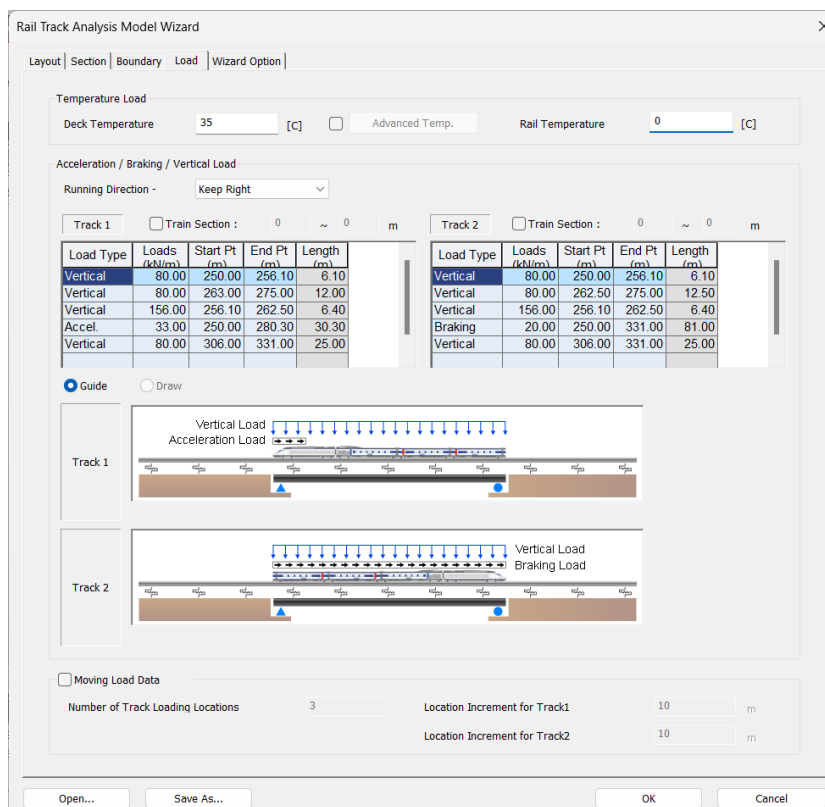 Rail Track Analysis Model Wizard
Layout Section Boundary Load Wizard Option
Temperature Load
Deck Temperature 35 [C] Advanced Temp. Rail Temperature 0 [C]
Acceleration / Braking / Vertical Load
Running Direction - Keep Right
Track 1 Train Section : 0 ~ 0 m Track 2 Train Section : 0 ~ 0 m
Load Type Loads (kN/m) Start Pt (m) End Pt (m) Length (m) Load Type Loads (kN/m) Start Pt (m) End Pt (m) Length (m)
Vertical 80.00 250.00 256.10 6.10 Vertical 80.00 250.00 256.10 6.10
Vertical 80.00 263.00 275.00 12.00 Vertical 80.00 262.50 275.00 12.50
Vertical 156.00 256.10 262.50 6.40 Vertical 156.00 256.10 262.50 6.40
Accel. 33.00 250.00 280.30 30.30 Braking 20.00 250.00 331.00 81.00
Vertical 80.00 306.00 331.00 25.00 Vertical 80.00 306.00 331.00 25.00
Guide Draw
Vertical Load
Acceleration Load
Track 1
Vertical Load
Braking Load
Track 2
Moving Load Data
Number of Track Loading Locations 3 Location Increment for Track1 10 m
Location Increment for Track2 10 m
Open... Save As... OK Cancel